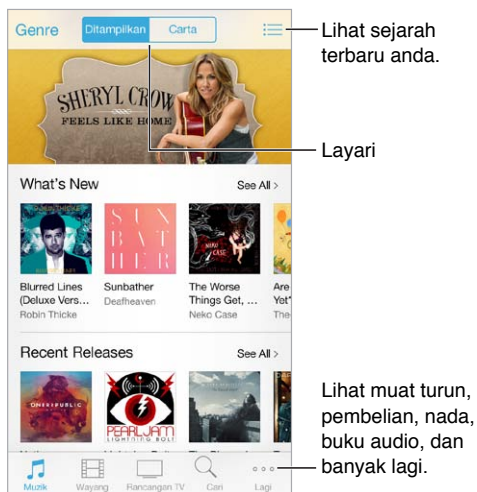 Genre
Ditampilkan
Carta
Lihat sejarah
terbaru anda.
SHERYL CROW
FEELS LIKE HOME
Layari
What's New
See All >
SUN
BAT
HER
NEKO
CASE
Blurred Lines
(Deluxe Vers...
Robin Thicke
Sunbather
Deafheaven
The Worse
Things Get, ...
Neko Case
Are
Yet"
The
Recent Releases
See All >
ONEREPUBLIC
PEARL JAM
LIGHTNING BOLT
Lihat muat turun,
pembelian, nada,
buku audio, dan
banyak lagi.
Muzik
Wayang
Rancangan TV
Cari
Lagi